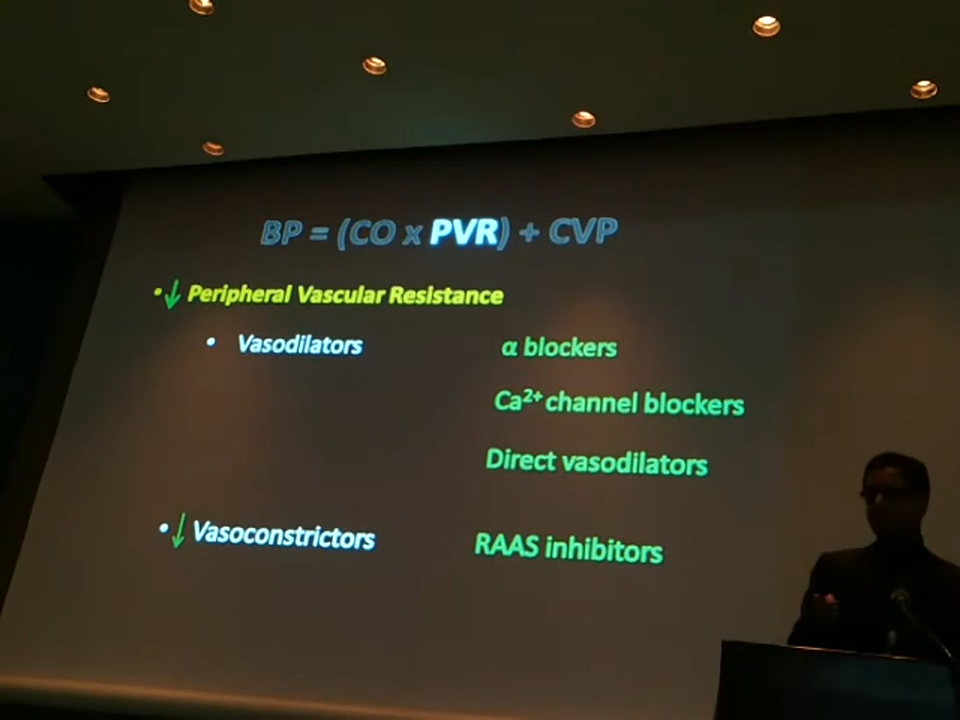 BP = (CO x PVR) + CVP
•↓ Peripheral Vascular Resistance
• Vasodilators
α blockers
Ca²⁺ channel blockers
Direct vasodilators
•↓ Vasoconstrictors
RAAS inhibitors